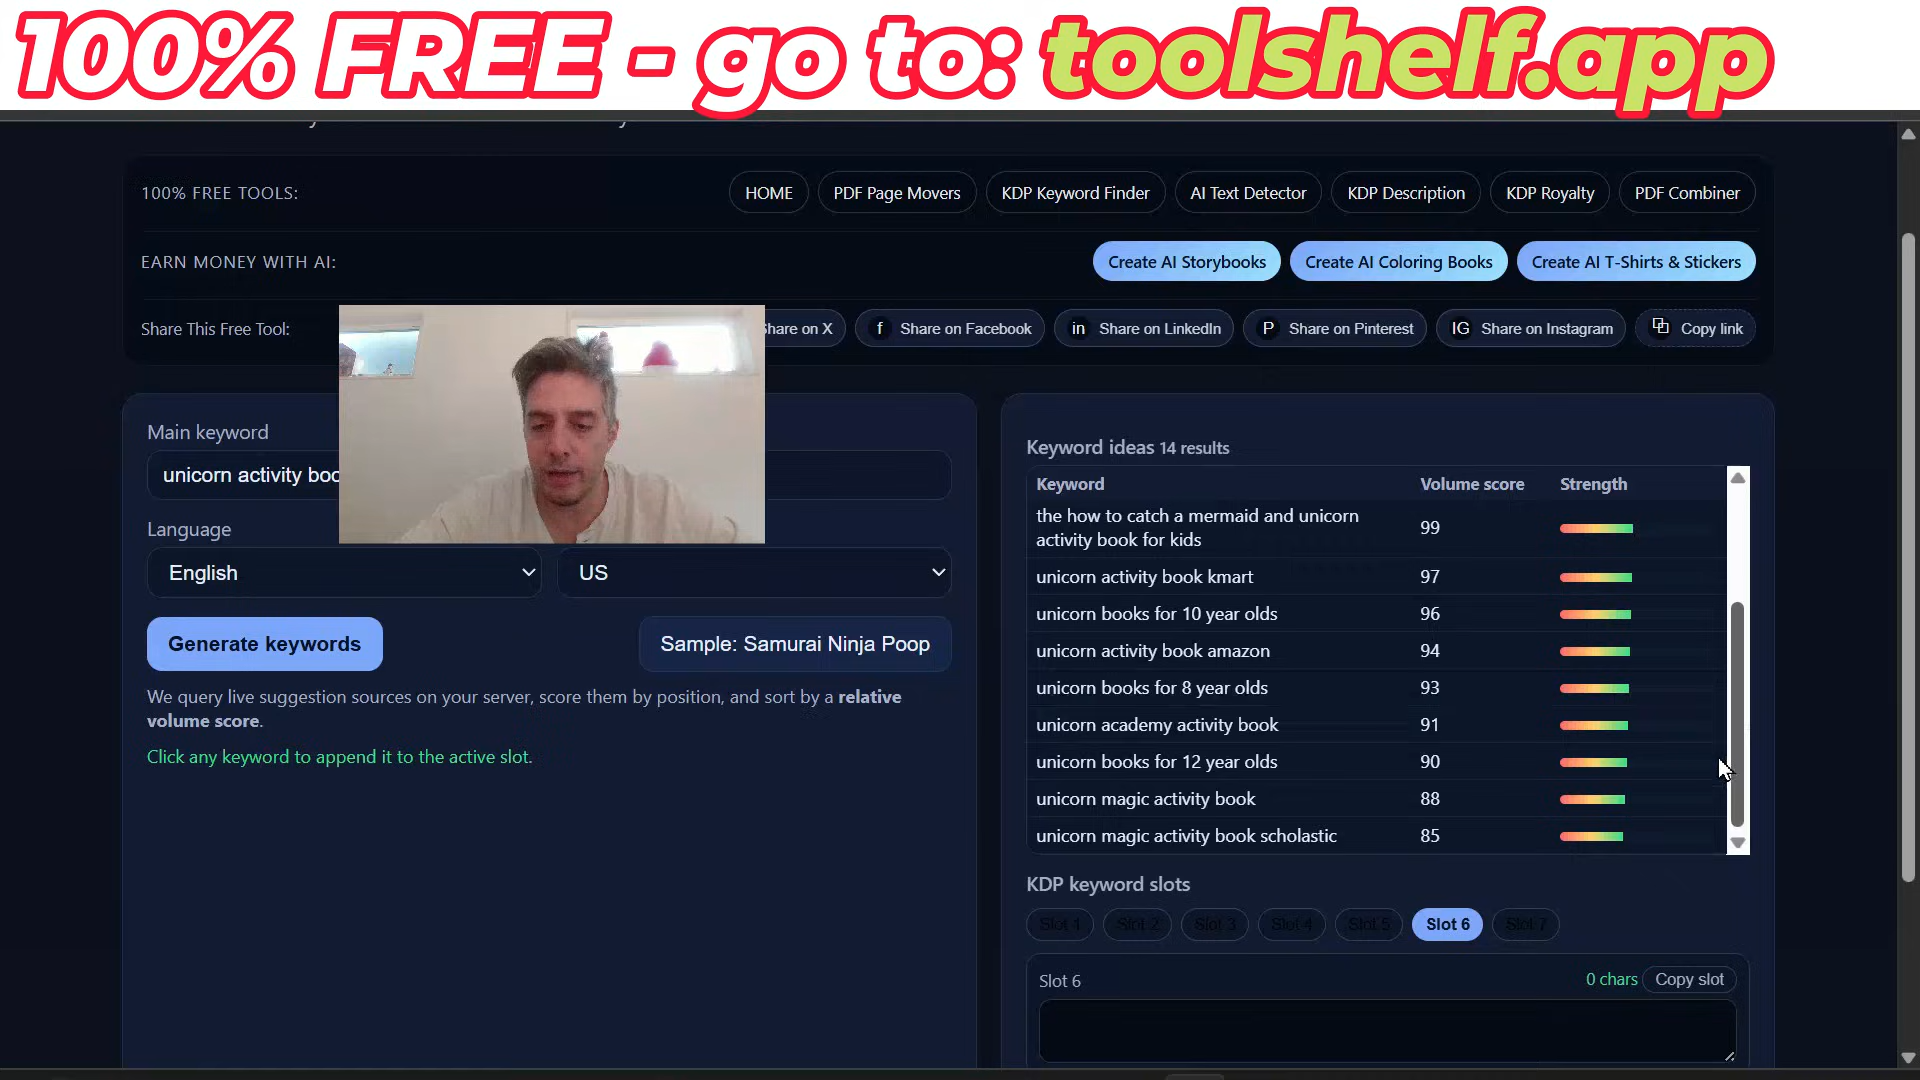 100% FREE - go to: toolshelf.app
100% FREE TOOLS:
HOME
PDF Page Movers
KDP Keyword Finder
AI Text Detector
KDP Description
KDP Royalty
PDF Combiner
EARN MONEY WITH AI:
Create AI Storybooks
Create AI Coloring Books
Create AI T-Shirts & Stickers
Share This Free Tool:
Share on X
f Share on Facebook
in Share on LinkedIn
P Share on Pinterest
IG Share on Instagram
Copy link
Main keyword
unicorn activity boo
Language
English
US
Generate keywords
Sample: Samurai Ninja Poop
We query live suggestion sources on your server, score them by position, and sort by a relative
volume score.
Click any keyword to append it to the active slot.
Keyword ideas 14 results
Keyword Volume score Strength
the how to catch a mermaid and unicorn
activity book for kids 99
unicorn activity book kmart 97
unicorn books for 10 year olds 96
unicorn activity book amazon 94
unicorn books for 8 year olds 93
unicorn academy activity book 91
unicorn books for 12 year olds 90
unicorn magic activity book 88
unicorn magic activity book scholastic 85
KDP keyword slots
Slot 1 Slot 2 Slot 3 Slot 4 Slot 5 Slot 6 Slot 7
Slot 6
0 chars Copy slot